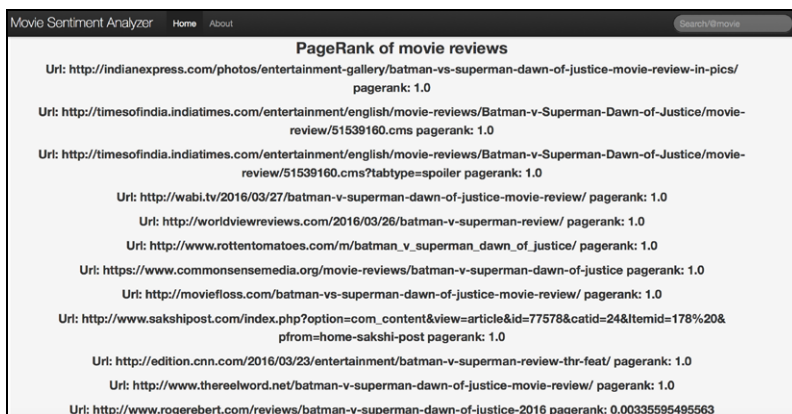 Movie Sentiment Analyzer Home About Search/@movie
PageRank of movie reviews
Url: http://indianexpress.com/photos/entertainment-gallery/batman-vs-superman-dawn-of-justice-movie-review-in-pics/
pagerank: 1.0
Url: http://timesofindia.indiatimes.com/entertainment/english/movie-reviews/Batman-v-Superman-Dawn-of-Justice/movie-
review/51539160.cms pagerank: 1.0
Url: http://timesofindia.indiatimes.com/entertainment/english/movie-reviews/Batman-v-Superman-Dawn-of-Justice/movie-
review/51539160.cms?tabtype=spoiler pagerank: 1.0
Url: http://wabi.tv/2016/03/27/batman-v-superman-dawn-of-justice-movie-review/ pagerank: 1.0
Url: http://worldviewreviews.com/2016/03/26/batman-v-superman-review/ pagerank: 1.0
Url: http://www.rottentomatoes.com/m/batman_v_superman_dawn_of_justice/ pagerank: 1.0
Url: https://www.commonsensemedia.org/movie-reviews/batman-v-superman-dawn-of-justice pagerank: 1.0
Url: http://moviefloss.com/batman-vs-superman-dawn-of-justice-movie-review/ pagerank: 1.0
Url: http://www.sakshipost.com/index.php?option=com_content&view=article&id=77578&catid=24&Itemid=178%20&
pfrom=home-sakshi-post pagerank: 1.0
Url: http://edition.cnn.com/2016/03/23/entertainment/batman-v-superman-review-thr-feat/ pagerank: 1.0
Url: http://www.thereelword.net/batman-v-superman-dawn-of-justice-movie-review/ pagerank: 1.0
Url: http://www.rogerebert.com/reviews/batman-v-superman-dawn-of-justice-2016 pagerank: 0.00335595495563